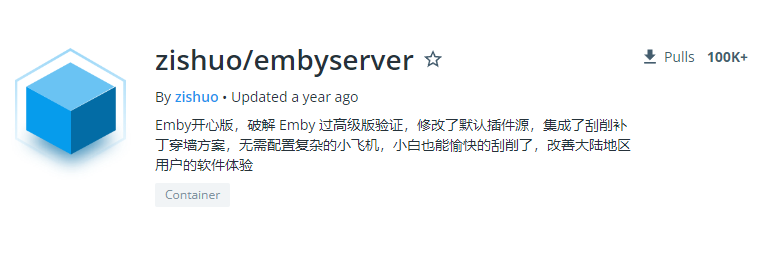 zishuo/embyserver
Pulls 100K+
By zishuo • Updated a year ago
Emby开心版，破解 Emby 过高级版验证，修改了默认插件源，集成了刮削补
丁穿墙方案，无需配置复杂的小飞机，小白也能愉快的刮削了，改善大陆地区
用户的软件体验
Container